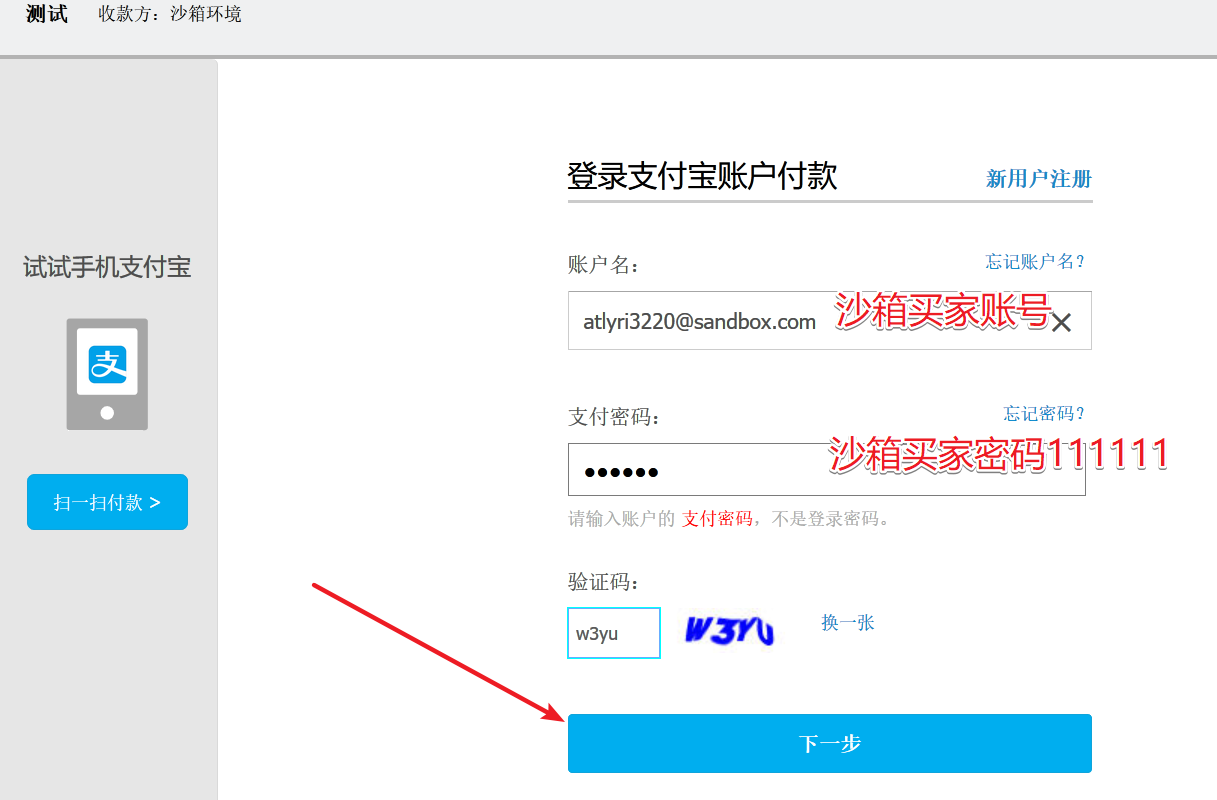 测试 收款方：沙箱环境
登录支付宝账户付款 新用户注册
试试手机支付宝
支
扫一扫付款 >
账户名： 忘记账户名？
atlyri3220@sandbox.com 沙箱买家账号
支付密码： 忘记密码？
●●●●●● 沙箱买家密码111111
请输入账户的 支付密码，不是登录密码。
验证码：
w3yu W3YU 换一张
下一步